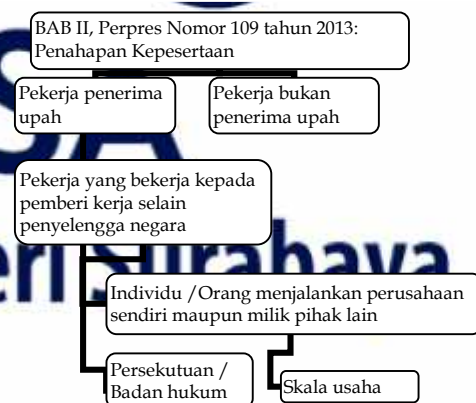 BAB II, Perpres Nomor 109 tahun 2013:
Penahapan Kepesertaan
Pekerja penerima
upah
Pekerja bukan
penerima upah
Pekerja yang bekerja kepada
pemberi kerja selain
penyelengga negara
eri Surabaya
Individu /Orang menjalankan perusahaan
sendiri maupun milik pihak lain
Persekutuan /
Badan hukum
Skala usaha